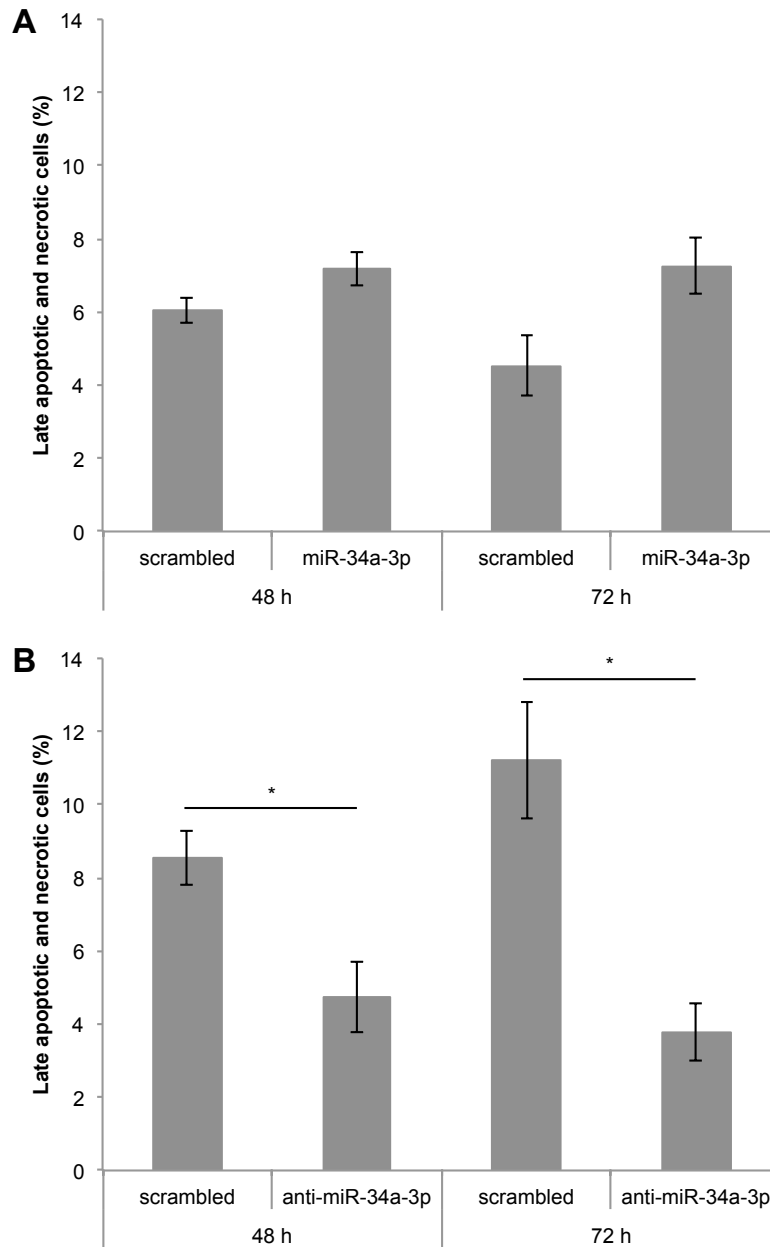 A
Late apoptotic and necrotic cells (%)
14
12
10
8
6
4
2
0
scrambled miR-34a-3p scrambled miR-34a-3p
48 h 72 h
B
Late apoptotic and necrotic cells (%)
14
12
10
8
6
4
2
0
*
*
scrambled anti-miR-34a-3p scrambled anti-miR-34a-3p
48 h 72 h